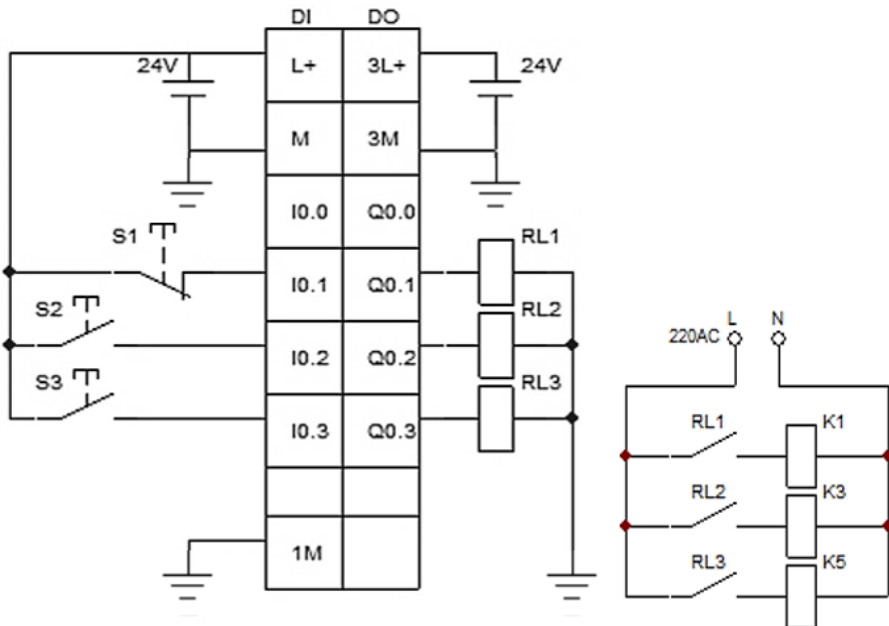 DI DO
24V L+ 3L+ 24V
M 3M
I0.0 Q0.0
S1 RL1
I0.1 Q0.1
S2 RL2
I0.2 Q0.2
S3 RL3
I0.3 Q0.3
1M
L N
220AC
RL1 K1
RL2 K3
RL3 K5